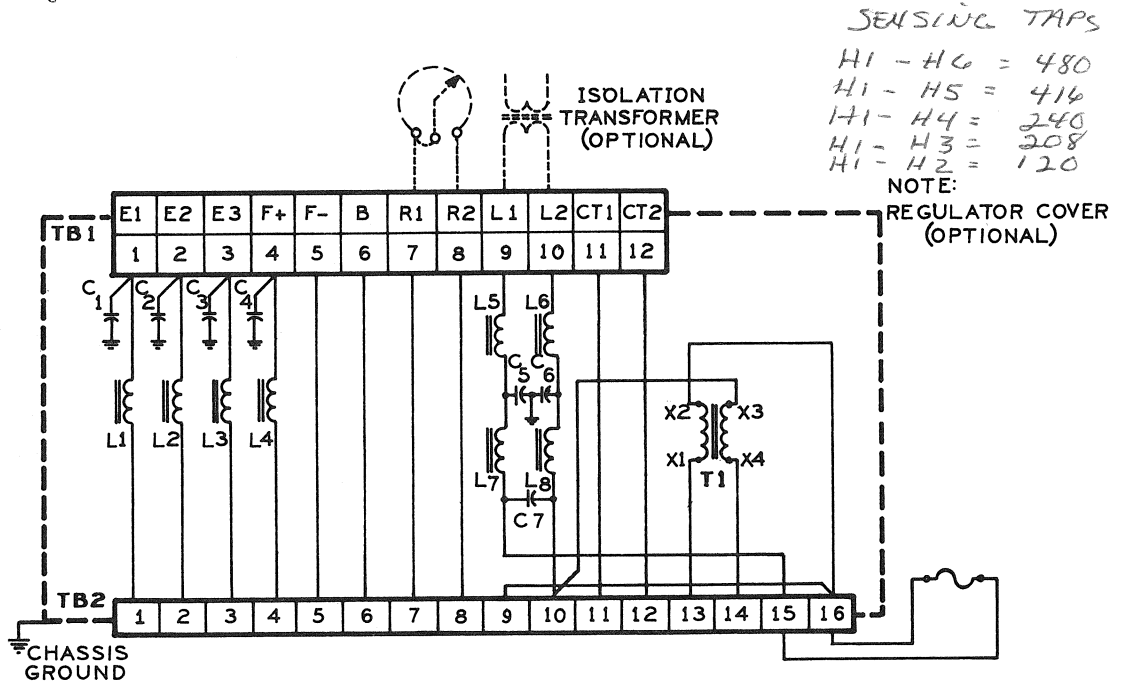 SENSING TAPS
H1 - H6 = 480
H1 - H5 = 416
H1 - H4 = 240
H1 - H3 = 208
H1 - H2 = 120
ISOLATION
TRANSFORMER
(OPTIONAL)
NOTE:
REGULATOR COVER
(OPTIONAL)
TB1
E1 E2 E3 F+ F- B R1 R2 L1 L2 CT1 CT2
1 2 3 4 5 6 7 8 9 10 11 12
C1 C2 C3 C4
L5 L6
C5 C6
L1 L2 L3 L4
X2 X3
X1 X4
T1
L7 L8
C7
TB2
1 2 3 4 5 6 7 8 9 10 11 12 13 14 15 16
CHASSIS
GROUND